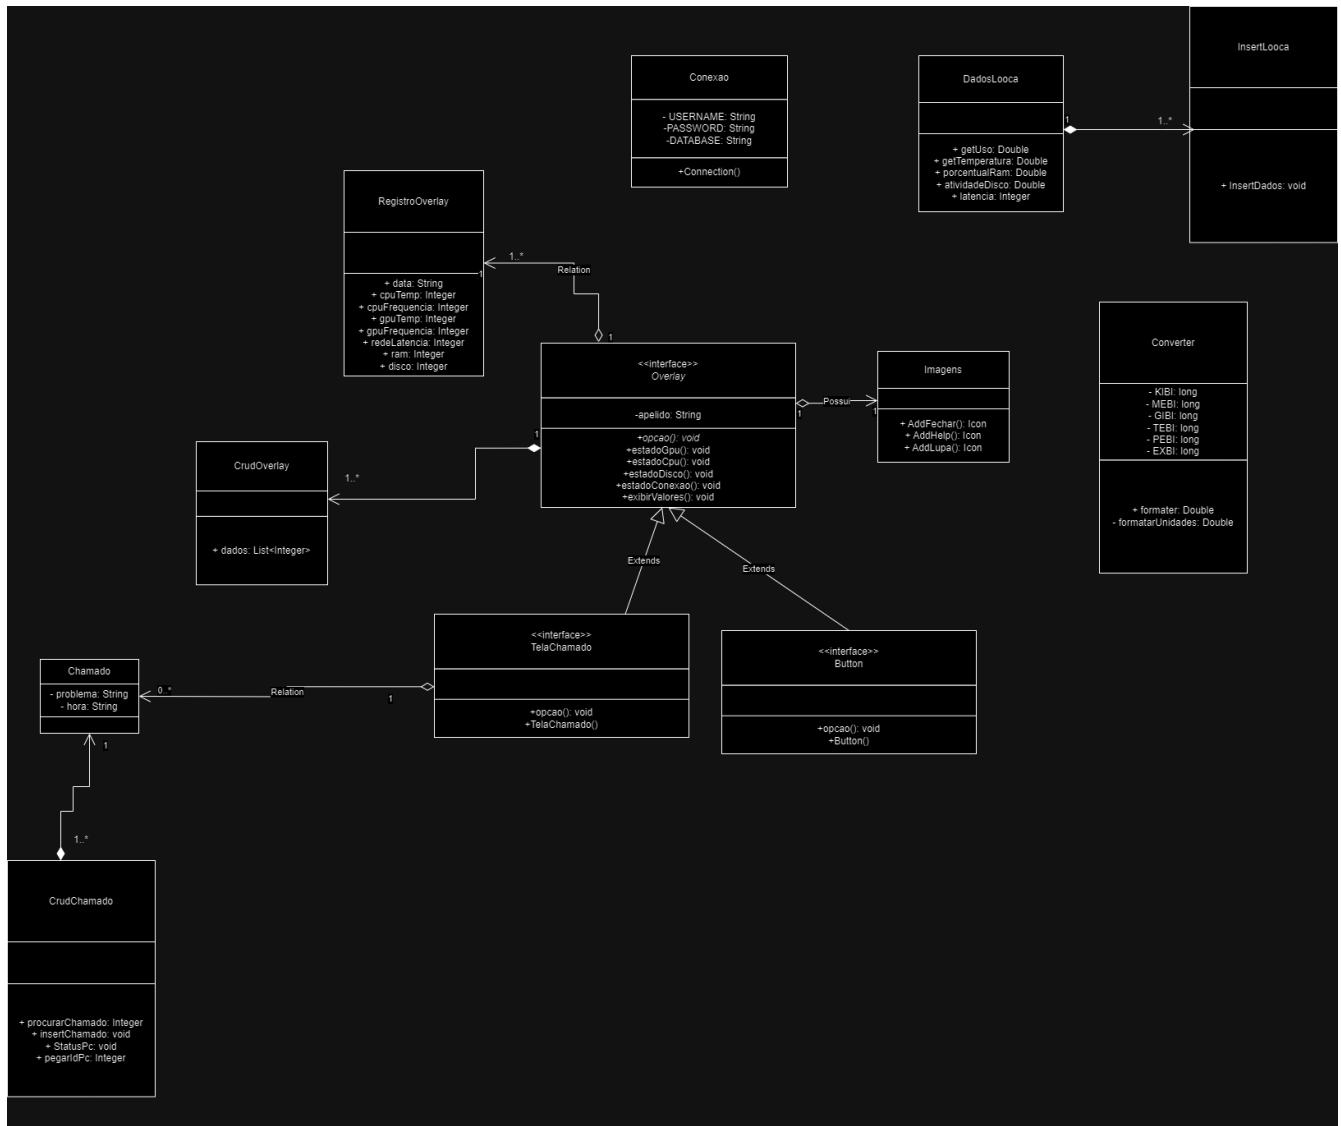 InsertLooca
+ InsertDados: void
Conexao
- USERNAME: String
-PASSWORD: String
-DATABASE: String
+Connection()
DadosLooca
+ getUso: Double
+ getTemperatura: Double
+ porcentualRam: Double
+ atividadeDisco: Double
+ latencia: Integer
1
1..*
RegistroOverlay
+ data: String
+ cpuTemp: Integer
+ cpuFrequencia: Integer
+ gpuTemp: Integer
+ gpuFrequencia: Integer
+ redeLatencia: Integer
+ ram: Integer
+ disco: Integer
1..*
1
Relation
1
<<interface>>
Overlay
-apelido: String
+opcao(): void
+estadoGpu(): void
+estadoCpu(): void
+estadoDisco(): void
+estadoConexao(): void
+exibirValores(): void
1
Possui
1
Imagens
+ AddFechar(): Icon
+ AddHelp(): Icon
+ AddLupa(): Icon
Converter
- KIBI: long
- MEBI: long
- GIBI: long
- TEBI: long
- PEBI: long
- EXBI: long
+ formater: Double
- formatarUnidades: Double
1
1..*
CrudOverlay
+ dados: List<Integer>
Extends
Extends
<<interface>>
TelaChamado
+opcao(): void
+TelaChamado()
<<interface>>
Button
+opcao(): void
+Button()
Chamado
- problema: String
- hora: String
0..*
Relation
1
1
1..*
CrudChamado
+ procurarChamado: Integer
+ insertChamado: void
+ StatusPc: void
+ pegarIdPc: Integer